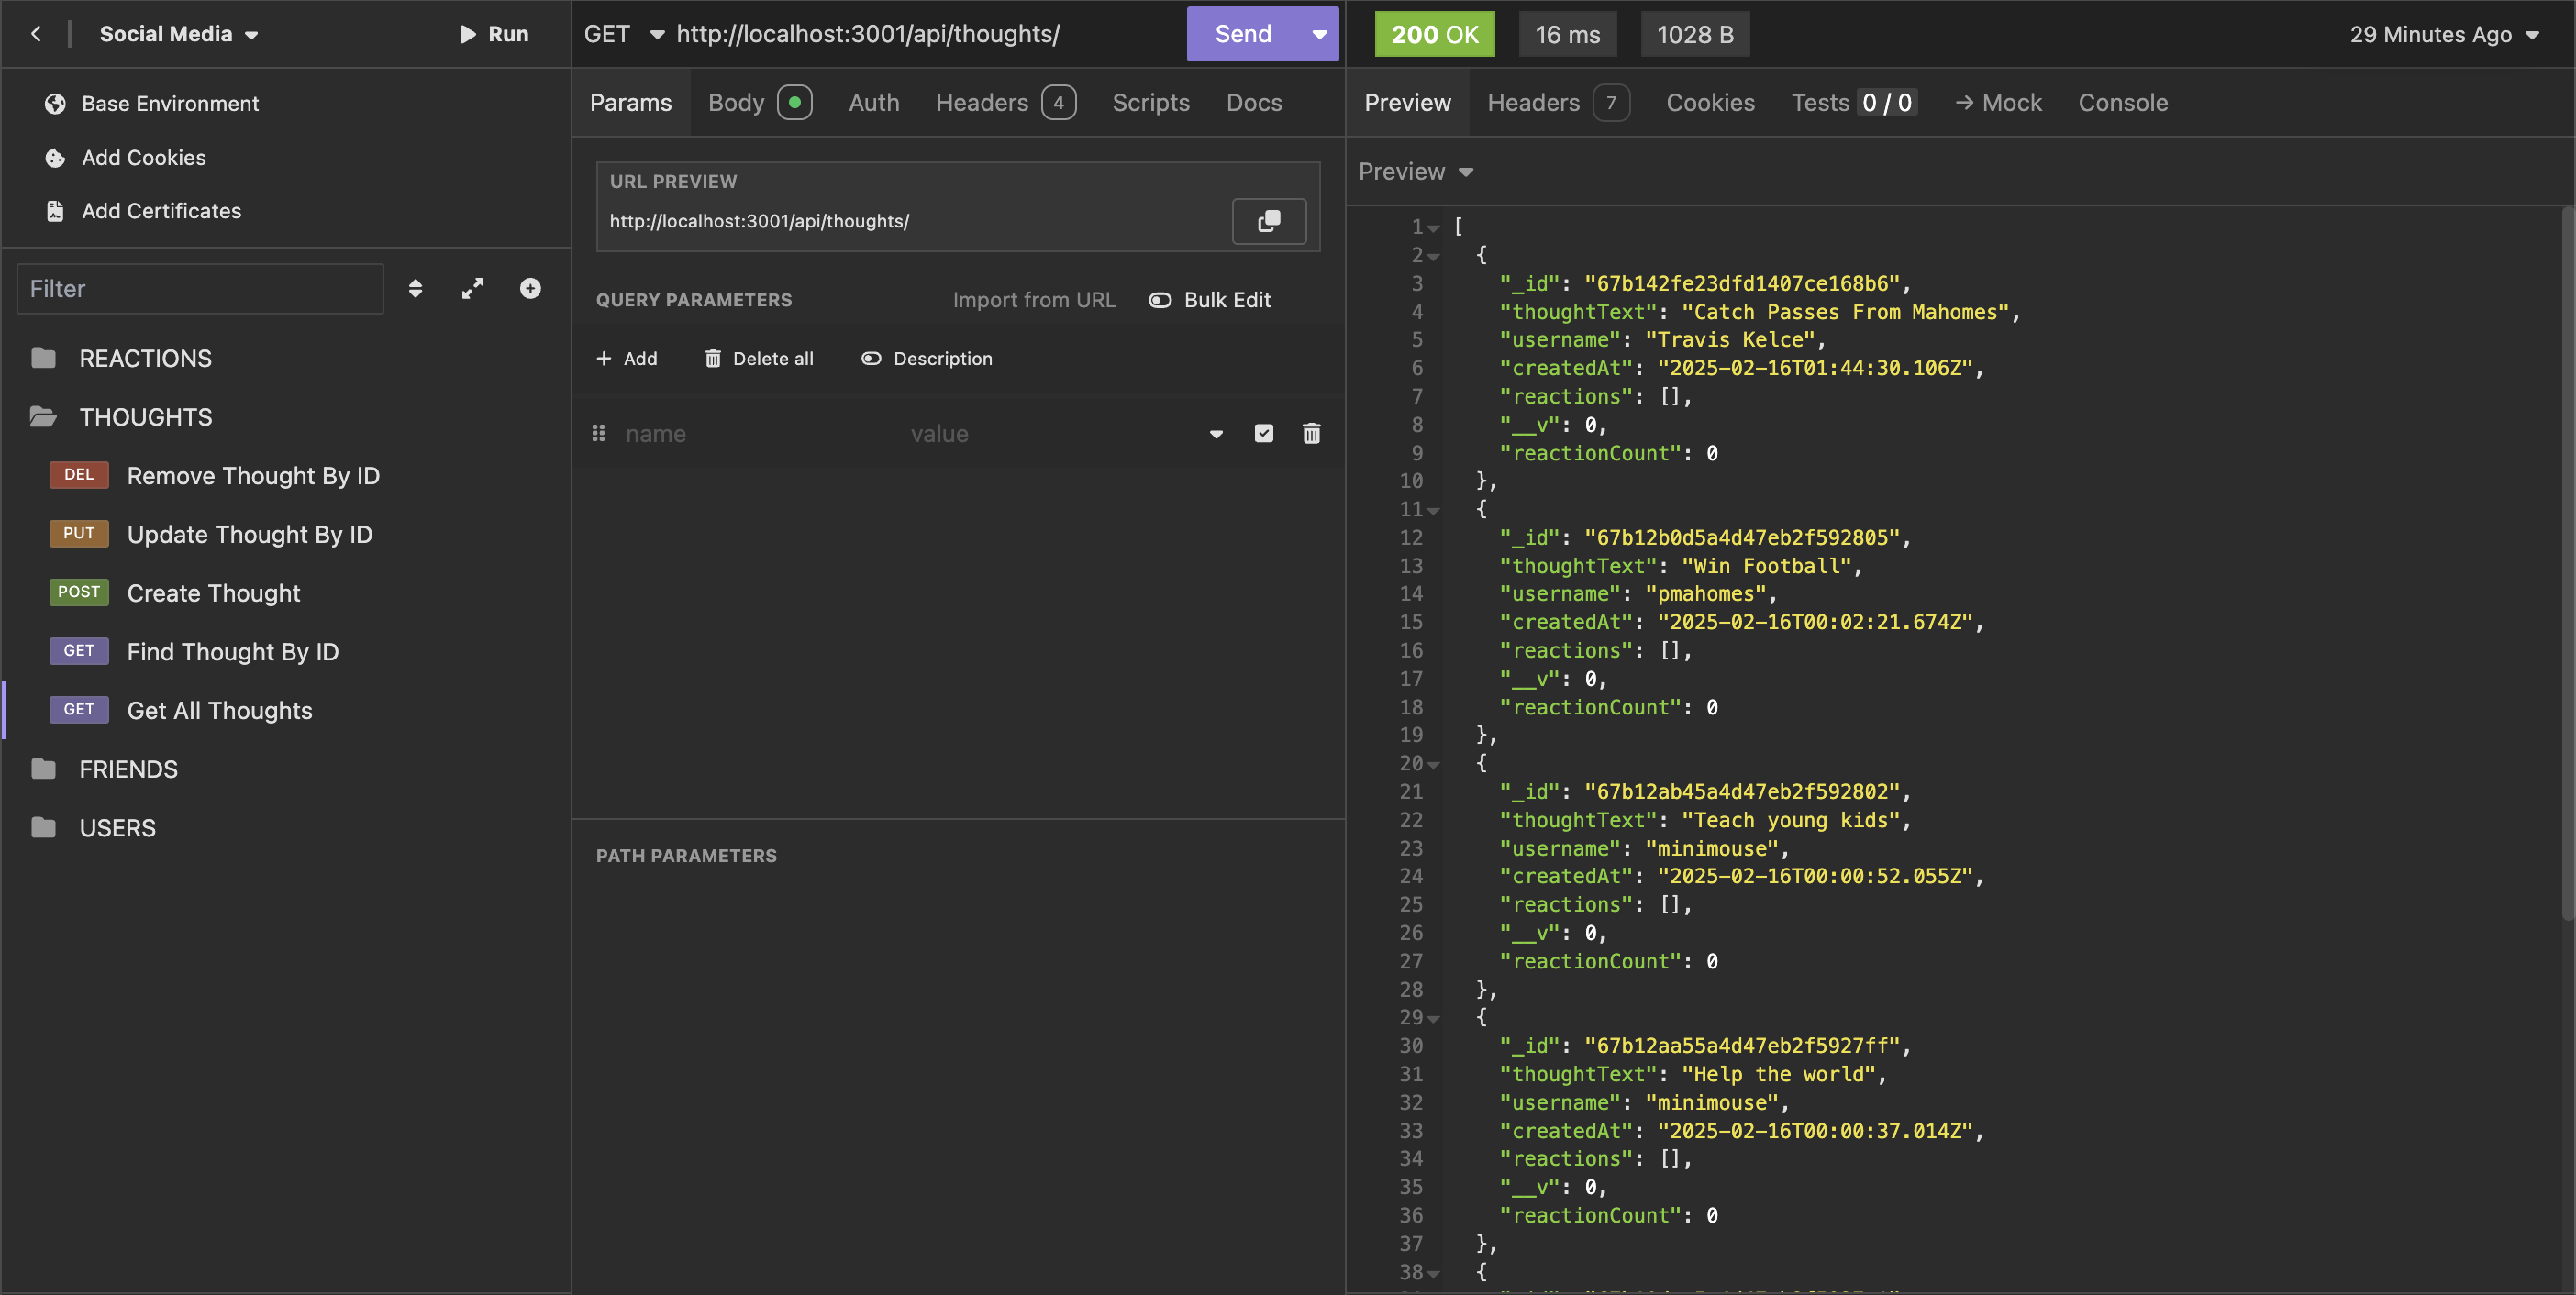 Social Media
Run
Base Environment
Add Cookies
Add Certificates
Filter
REACTIONS
THOUGHTS
DEL Remove Thought By ID
PUT Update Thought By ID
POST Create Thought
GET Find Thought By ID
GET Get All Thoughts
FRIENDS
USERS
GET http://localhost:3001/api/thoughts/ Send
Params Body Auth Headers 4 Scripts Docs
URL PREVIEW
http://localhost:3001/api/thoughts/
QUERY PARAMETERS Import from URL Bulk Edit
Add Delete all Description
name value
PATH PARAMETERS
200 OK 16 ms 1028 B 29 Minutes Ago
Preview Headers 7 Cookies Tests 0 / 0 → Mock Console
Preview
1 [
2 {
3 "_id": "67b142fe23dfd1407ce168b6",
4 "thoughtText": "Catch Passes From Mahomes",
5 "username": "Travis Kelce",
6 "createdAt": "2025-02-16T01:44:30.106Z",
7 "reactions": [],
8 "__v": 0,
9 "reactionCount": 0
10 },
11 {
12 "_id": "67b12b0d5a4d47eb2f592805",
13 "thoughtText": "Win Football",
14 "username": "pmahomes",
15 "createdAt": "2025-02-16T00:02:21.674Z",
16 "reactions": [],
17 "__v": 0,
18 "reactionCount": 0
19 },
20 {
21 "_id": "67b12ab45a4d47eb2f592802",
22 "thoughtText": "Teach young kids",
23 "username": "minimouse",
24 "createdAt": "2025-02-16T00:00:52.055Z",
25 "reactions": [],
26 "__v": 0,
27 "reactionCount": 0
28 },
29 {
30 "_id": "67b12aa55a4d47eb2f5927ff",
31 "thoughtText": "Help the world",
32 "username": "minimouse",
33 "createdAt": "2025-02-16T00:00:37.014Z",
34 "reactions": [],
35 "__v": 0,
36 "reactionCount": 0
37 },
38 {